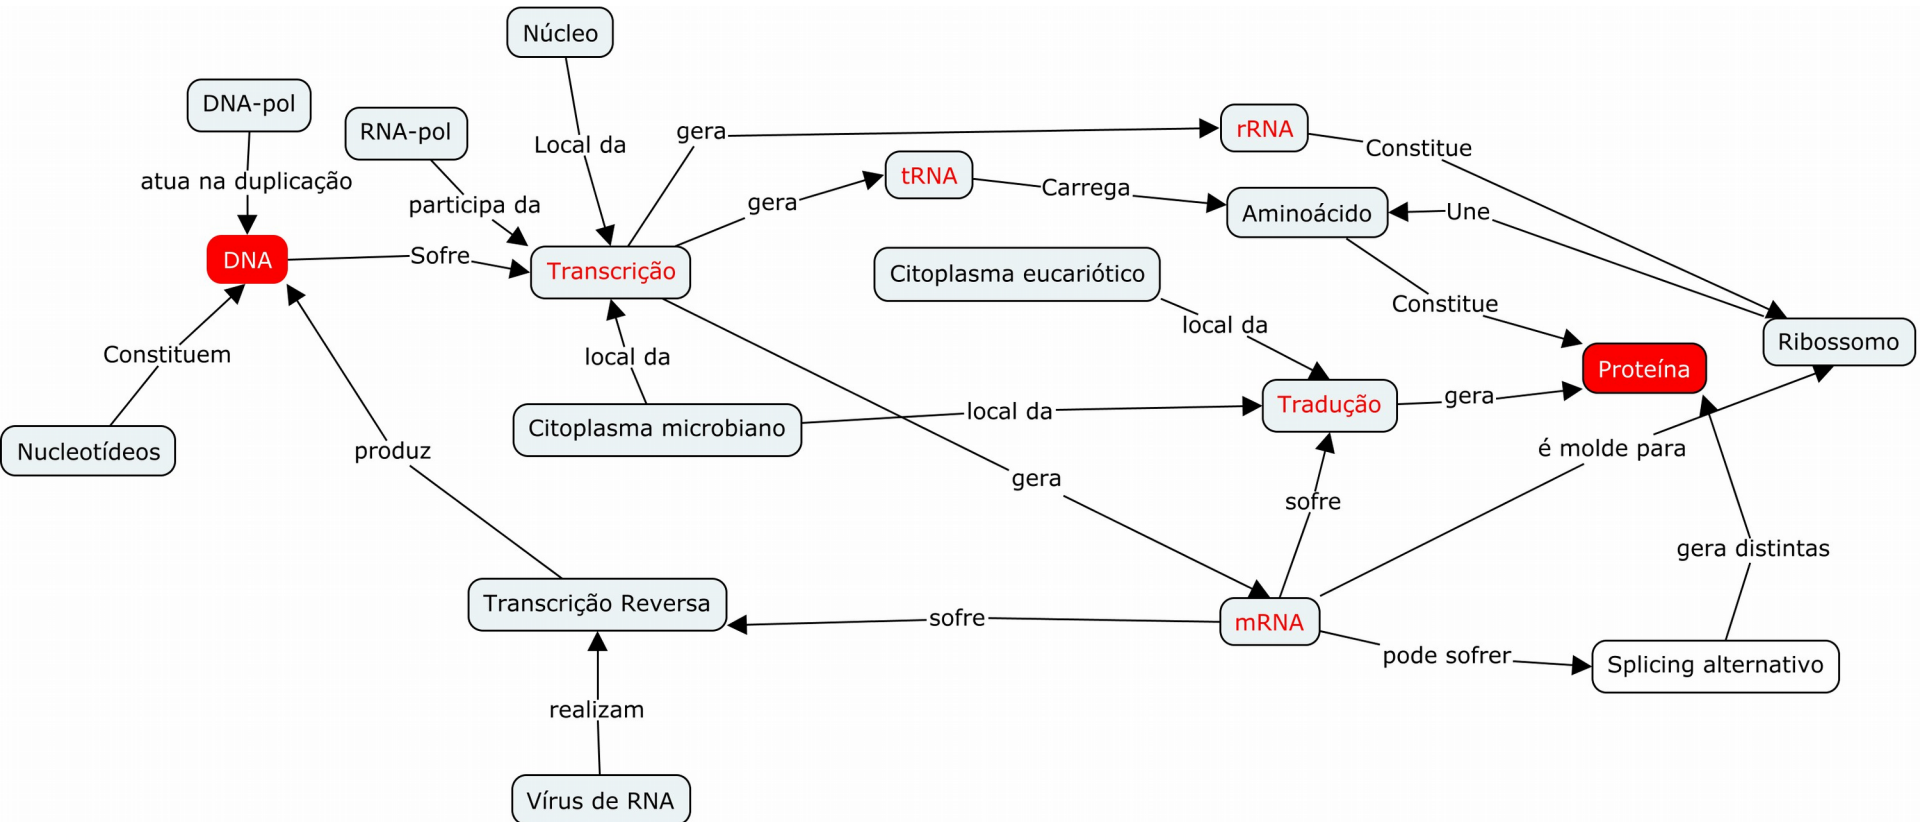 Núcleo
DNA-pol
RNA-pol
Local da
gera
rRNA
Constitue
atua na duplicação
participa da
gera
tRNA
Carrega
Aminoácido
Une
DNA
Sofre
Transcrição
Citoplasma eucariótico
Constitue
local da
Ribossomo
Constituem
local da
Proteína
Citoplasma microbiano
local da
Tradução
gera
Nucleotídeos
produz
gera
é molde para
sofre
gera distintas
Transcrição Reversa
sofre
mRNA
pode sofrer
Splicing alternativo
realizam
Vírus de RNA